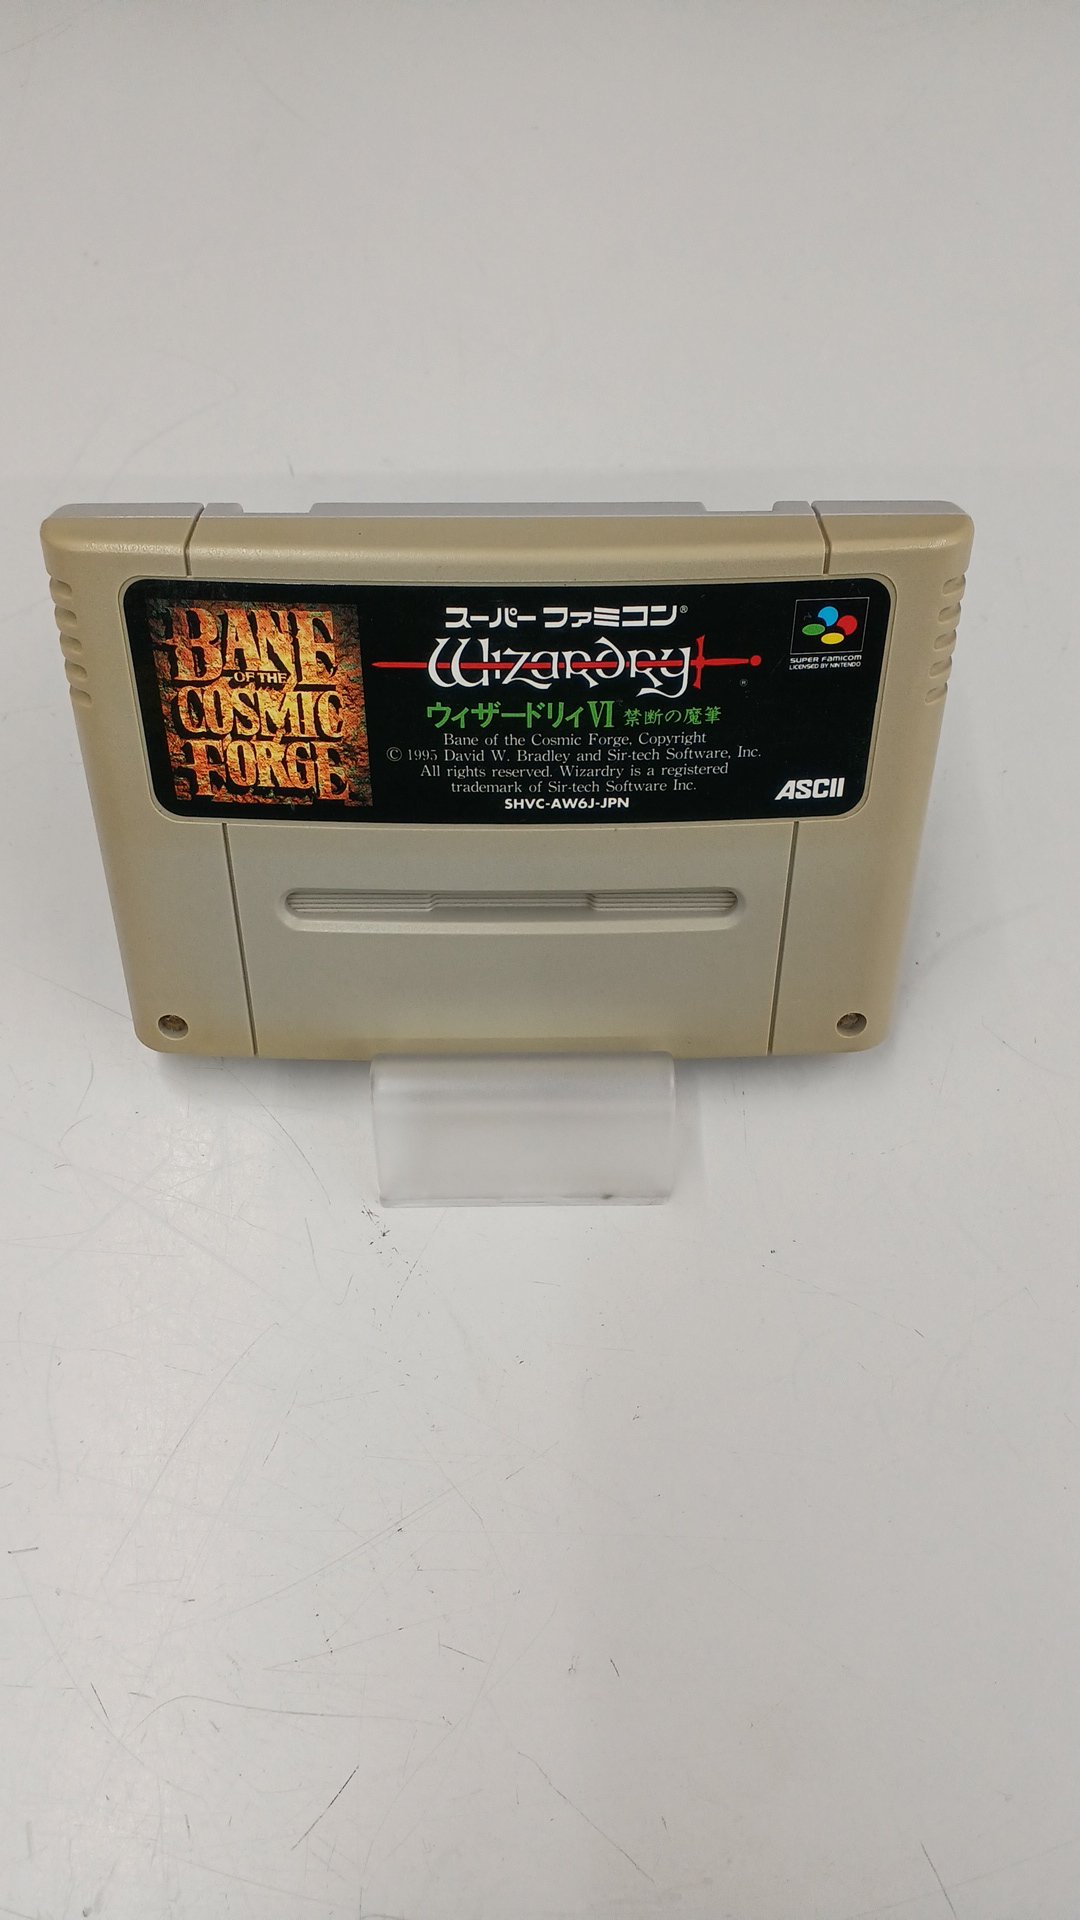 BANE
OF THE
COSMIC
FORGE
スーパーファミコン®
Wizardry
®
ウィザードリィVI 禁断の魔筆
Bane of the Cosmic Forge, Copyright
© 1995 David W. Bradley and Sir-tech Software, Inc.
All rights reserved. Wizardry is a registered
trademark of Sir-tech Software Inc.
SHVC-AW6J-JPN
SUPER FAMICOM
LICENSED BY NINTENDO
ASCII